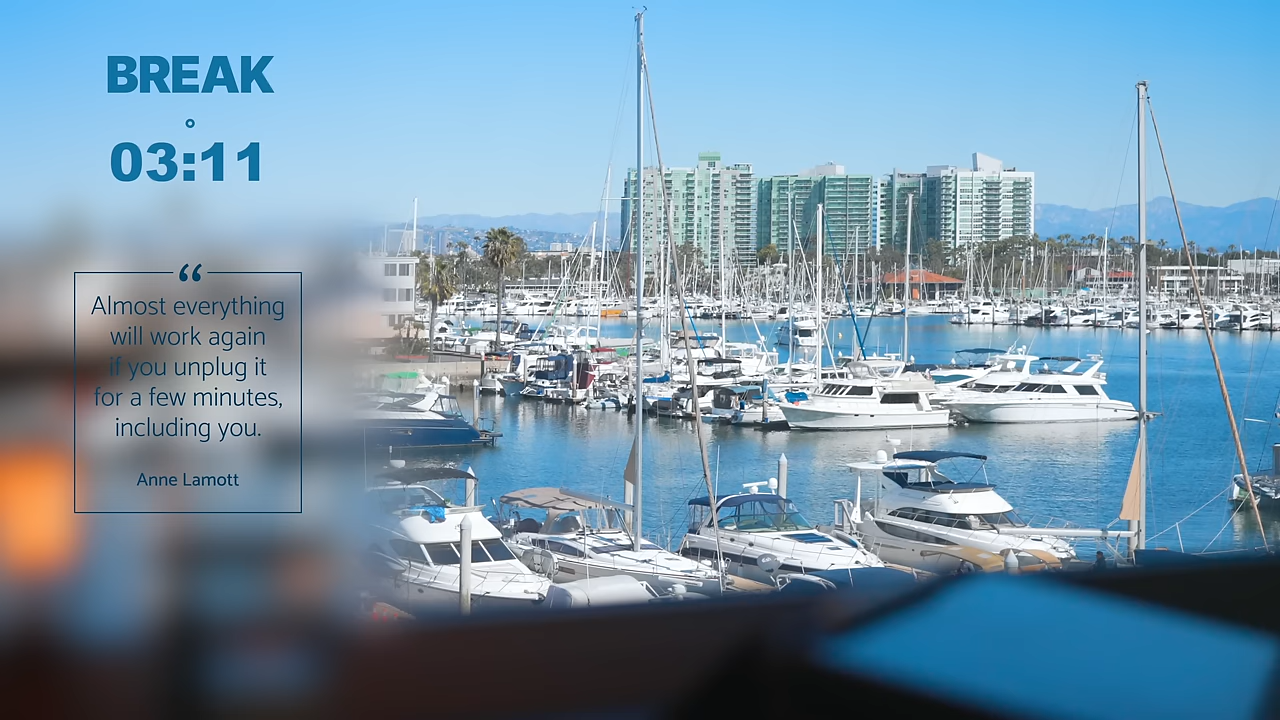 BREAK
03:11
“
Almost everything
will work again
if you unplug it
for a few minutes,
including you.
Anne Lamott